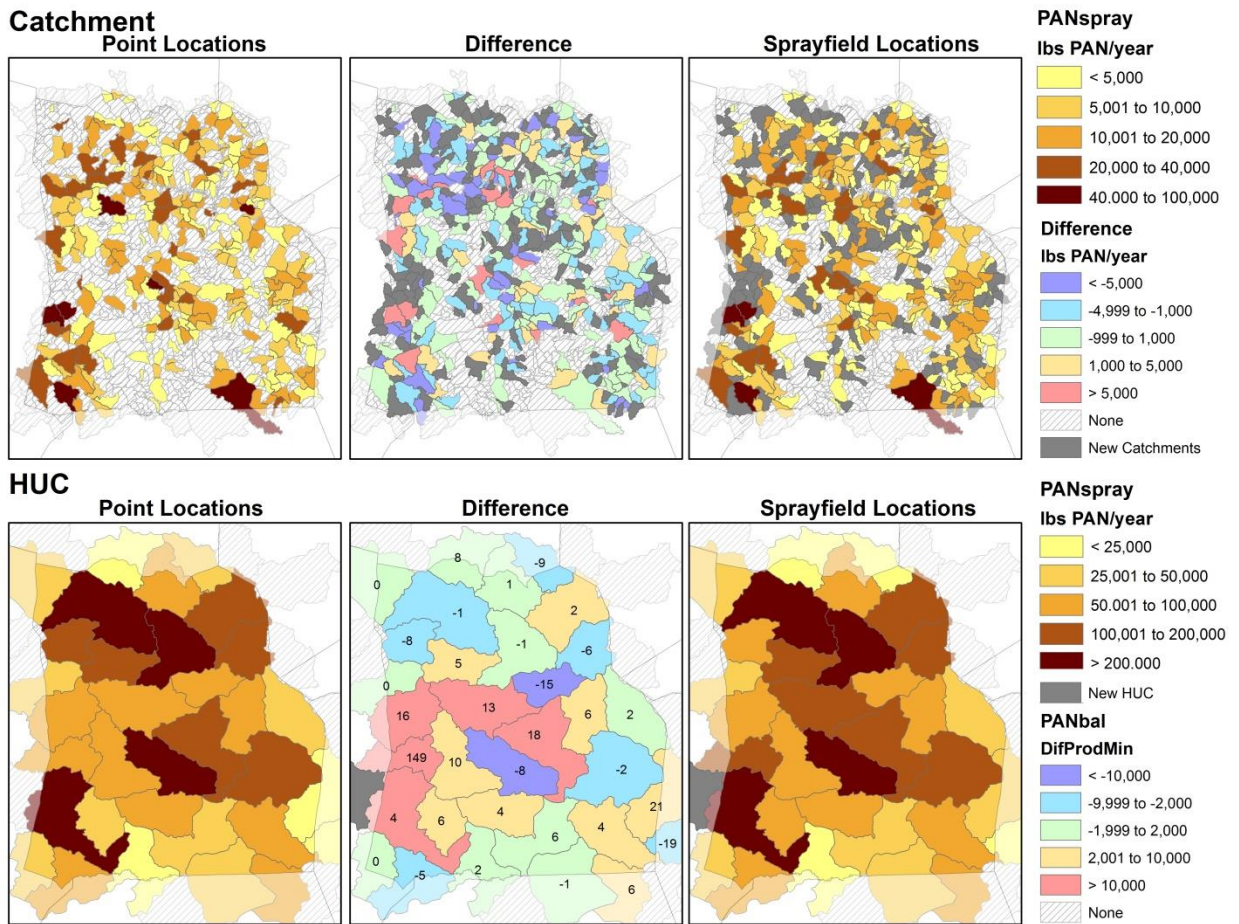 Catchment
Point Locations
Difference
Sprayfield Locations
PANspray
lbs PAN/year
< 5,000
5,001 to 10,000
10,001 to 20,000
20,000 to 40,000
40.000 to 100,000
Difference
lbs PAN/year
< -5,000
-4,999 to -1,000
-999 to 1,000
1,000 to 5,000
> 5,000
None
New Catchments
HUC
Point Locations
Difference
Sprayfield Locations
8
-9
0
1
2
-1
-8
-1
-6
5
0
-15
16
13
6
2
18
149
10
-8
-2
4
6
4
21
6
4
-19
0
-5
2
-1
6
PANspray
lbs PAN/year
< 25,000
25,001 to 50,000
50.001 to 100,000
100,001 to 200,000
> 200.000
New HUC
PANbal
DifProdMin
< -10,000
-9,999 to -2,000
-1,999 to 2,000
2,001 to 10,000
> 10,000
None